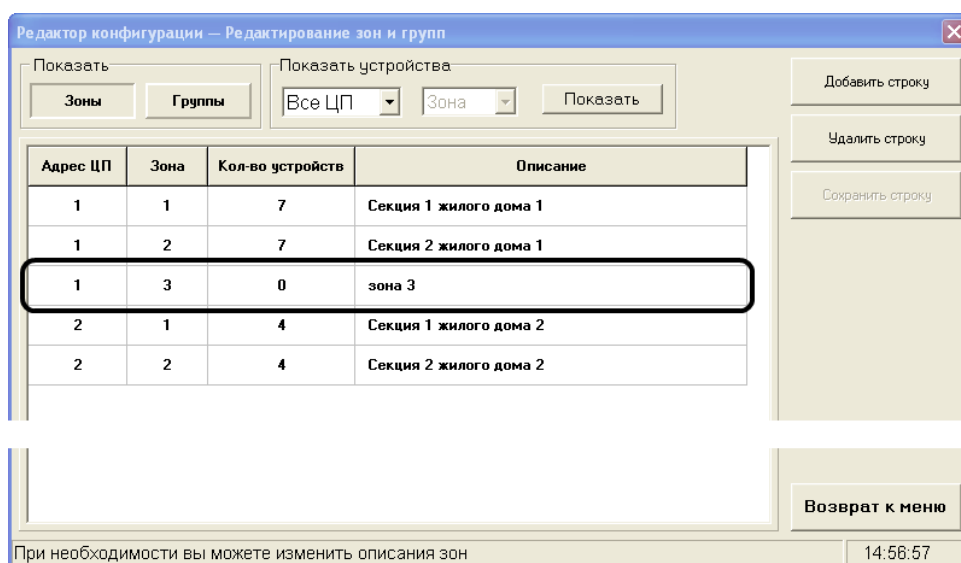 Редактор конфигурации — Редактирование зон и групп
Показать
Показать устройства
Зоны
Группы
Все ЦП
Зона
Показать
Добавить строку
Удалить строку
Сохранить строку
Адрес ЦП Зона Кол-во устройств Описание
1 1 7 Секция 1 жилого дома 1
1 2 7 Секция 2 жилого дома 1
1 3 0 зона 3
2 1 4 Секция 1 жилого дома 2
2 2 4 Секция 2 жилого дома 2
Возврат к меню
При необходимости вы можете изменить описания зон 14:56:57